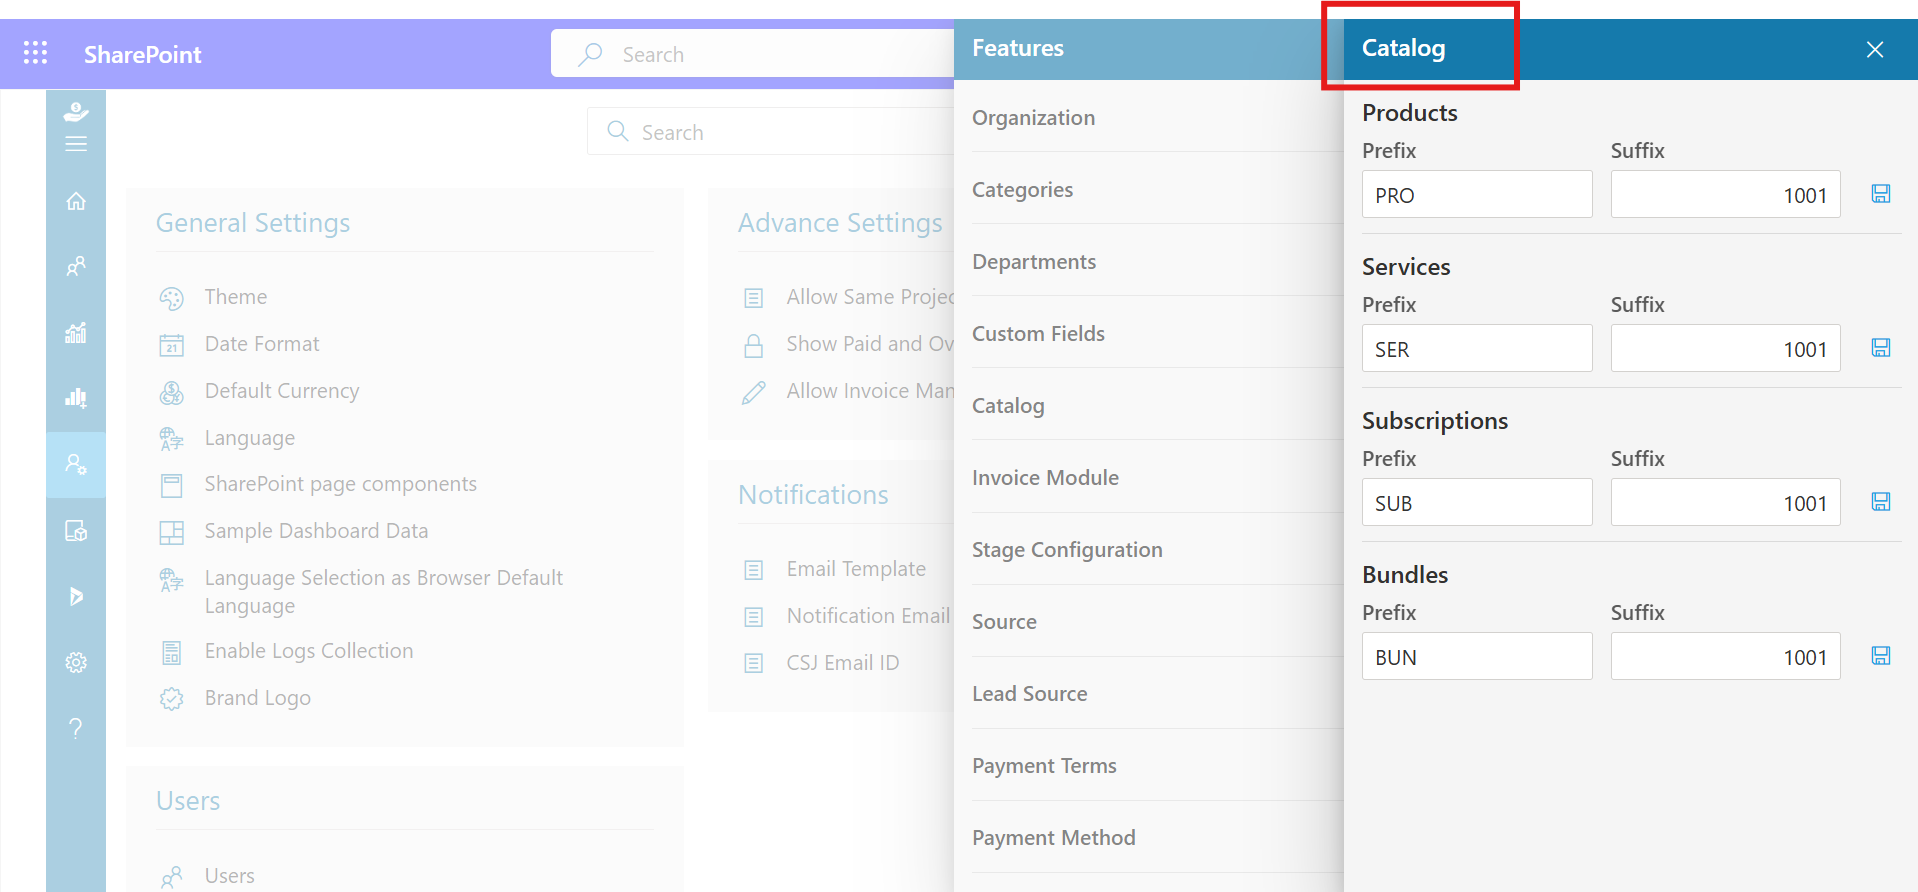 SharePoint
Search
Search
General Settings
Theme
21
Date Format
Default Currency
Language
SharePoint page components
Sample Dashboard Data
Language Selection as Browser Default
Language
Enable Logs Collection
Brand Logo
Users
Users
Advance Settings
Allow Same Projec
Show Paid and Ov
Allow Invoice Man
Notifications
Email Template
Notification Email
CSJ Email ID
Features
Organization
Categories
Departments
Custom Fields
Catalog
Invoice Module
Stage Configuration
Source
Lead Source
Payment Terms
Payment Method
Catalog
Products
Prefix Suffix
PRO 1001
Services
Prefix Suffix
SER 1001
Subscriptions
Prefix Suffix
SUB 1001
Bundles
Prefix Suffix
BUN 1001